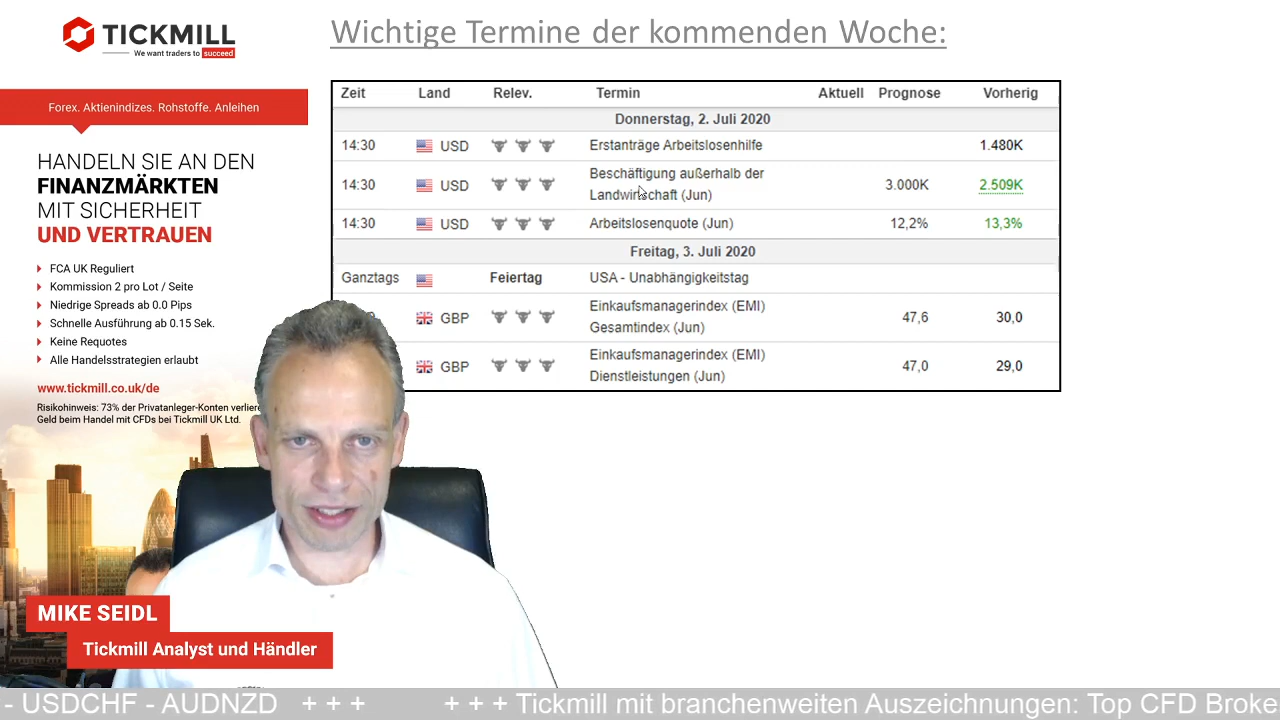 TICKMILL
We want traders to succeed
Wichtige Termine der kommenden Woche:
Forex. Aktienindizes. Rohstoffe. Anleihen
HANDELN SIE AN DEN
FINANZMÄRKTEN
MIT SICHERHEIT
UND VERTRAUEN
FCA UK Reguliert
Kommission 2 pro Lot / Seite
Niedrige Spreads ab 0.0 Pips
Schnelle Ausführung ab 0.15 Sek.
Keine Requotes
Alle Handelsstrategien erlaubt
www.tickmill.co.uk/de
Risikohinweis: 73% der Privatanleger-Konten
Geld beim Handel mit CFDs bei Tickmill UK Ltd.
Zeit Land Relev. Termin Aktuell Prognose Vorherig
Donnerstag, 2. Juli 2020
14:30 USD Erstanträge Arbeitslosenhilfe 1.480K
14:30 USD Beschäftigung außerhalb der 3.000K 2.509K
Landwirtschaft (Jun)
14:30 USD Arbeitslosenquote (Jun) 12,2% 13,3%
Freitag, 3. Juli 2020
Ganztags Feiertag USA - Unabhängigkeitstag
GBP Einkaufsmanagerindex (EMI) 47,6 30,0
Gesamtindex (Jun)
GBP Einkaufsmanagerindex (EMI) 47,0 29,0
Dienstleistungen (Jun)
MIKE SEIDL
Tickmill Analyst und Händler
- USDCHF - AUDNZD + + + + + + Tickmill mit branchenweiten Auszeichnungen: Top CFD Broke